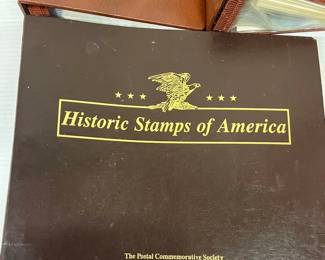 Historic Stamps of America
The Postal Commemorative Society